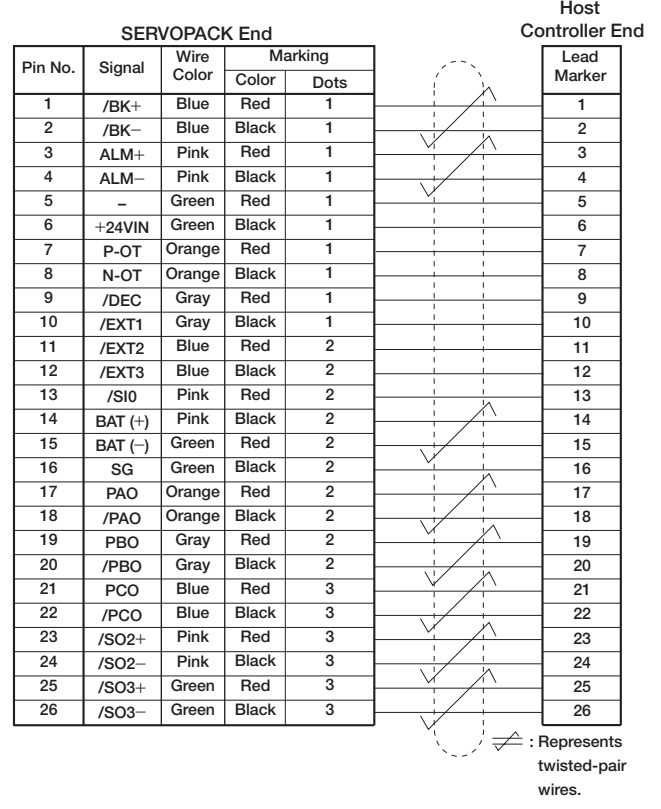 SERVOPACK End
Host
Controller End
Pin No. Signal Wire Color Marking Lead Marker
Color Dots
1 /BK+ Blue Red 1 1
2 /BK− Blue Black 1 2
3 ALM+ Pink Red 1 3
4 ALM− Pink Black 1 4
5 – Green Red 1 5
6 +24VIN Green Black 1 6
7 P-OT Orange Red 1 7
8 N-OT Orange Black 1 8
9 /DEC Gray Red 1 9
10 /EXT1 Gray Black 1 10
11 /EXT2 Blue Red 2 11
12 /EXT3 Blue Black 2 12
13 /SI0 Pink Red 2 13
14 BAT (+) Pink Black 2 14
15 BAT (−) Green Red 2 15
16 SG Green Black 2 16
17 PAO Orange Red 2 17
18 /PAO Orange Black 2 18
19 PBO Gray Red 2 19
20 /PBO Gray Black 2 20
21 PCO Blue Red 3 21
22 /PCO Blue Black 3 22
23 /SO2+ Pink Red 3 23
24 /SO2− Pink Black 3 24
25 /SO3+ Green Red 3 25
26 /SO3− Green Black 3 26
: Represents
twisted-pair
wires.